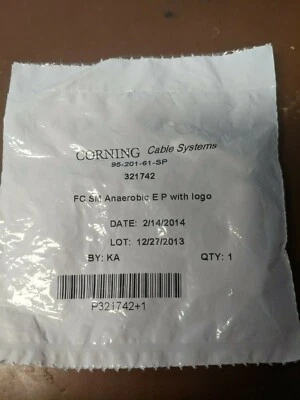 CORNING Cable Systems
95-201-61-SP
321742
FC SM Anaerobic E P with logo
DATE: 2/14/2014
LOT: 12/27/2013
BY: KA QTY: 1
P321742+1